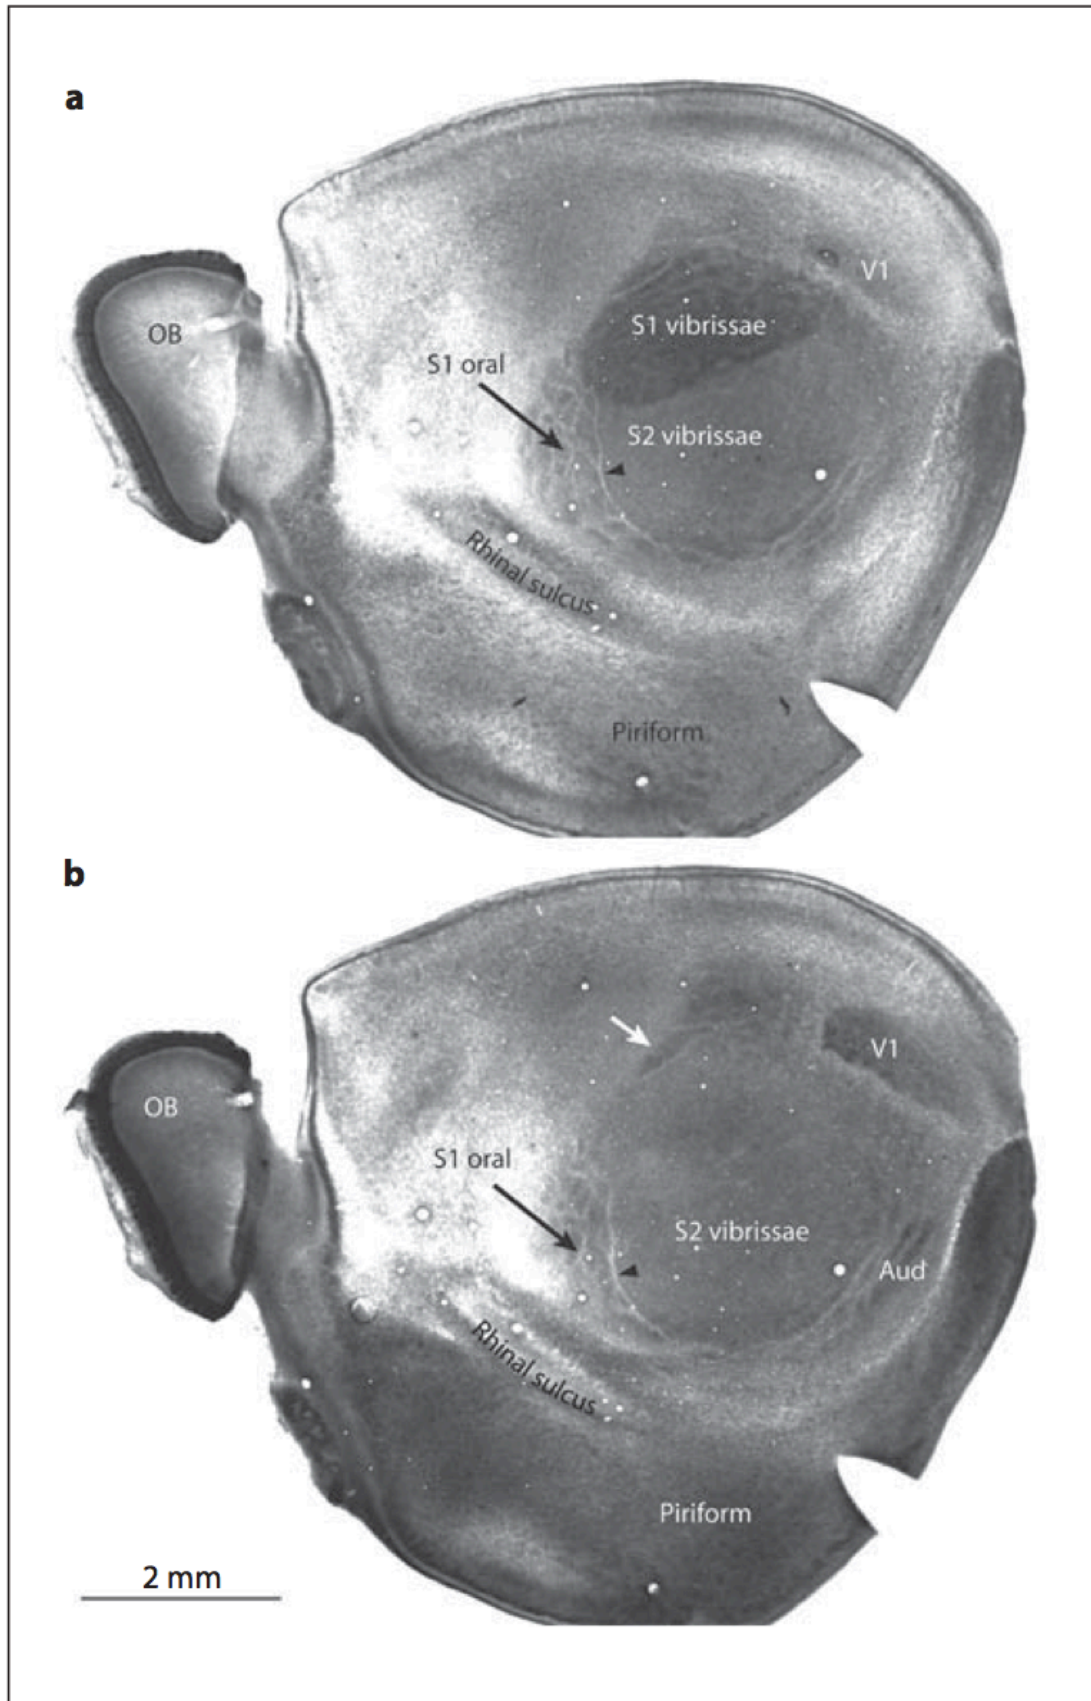 a
OB
V1
S1 vibrissae
S1 oral
S2 vibrissae
Rhinal sulcus
Piriform
b
OB
V1
S1 oral
S2 vibrissae
Aud
Rhinal sulcus
Piriform
2 mm